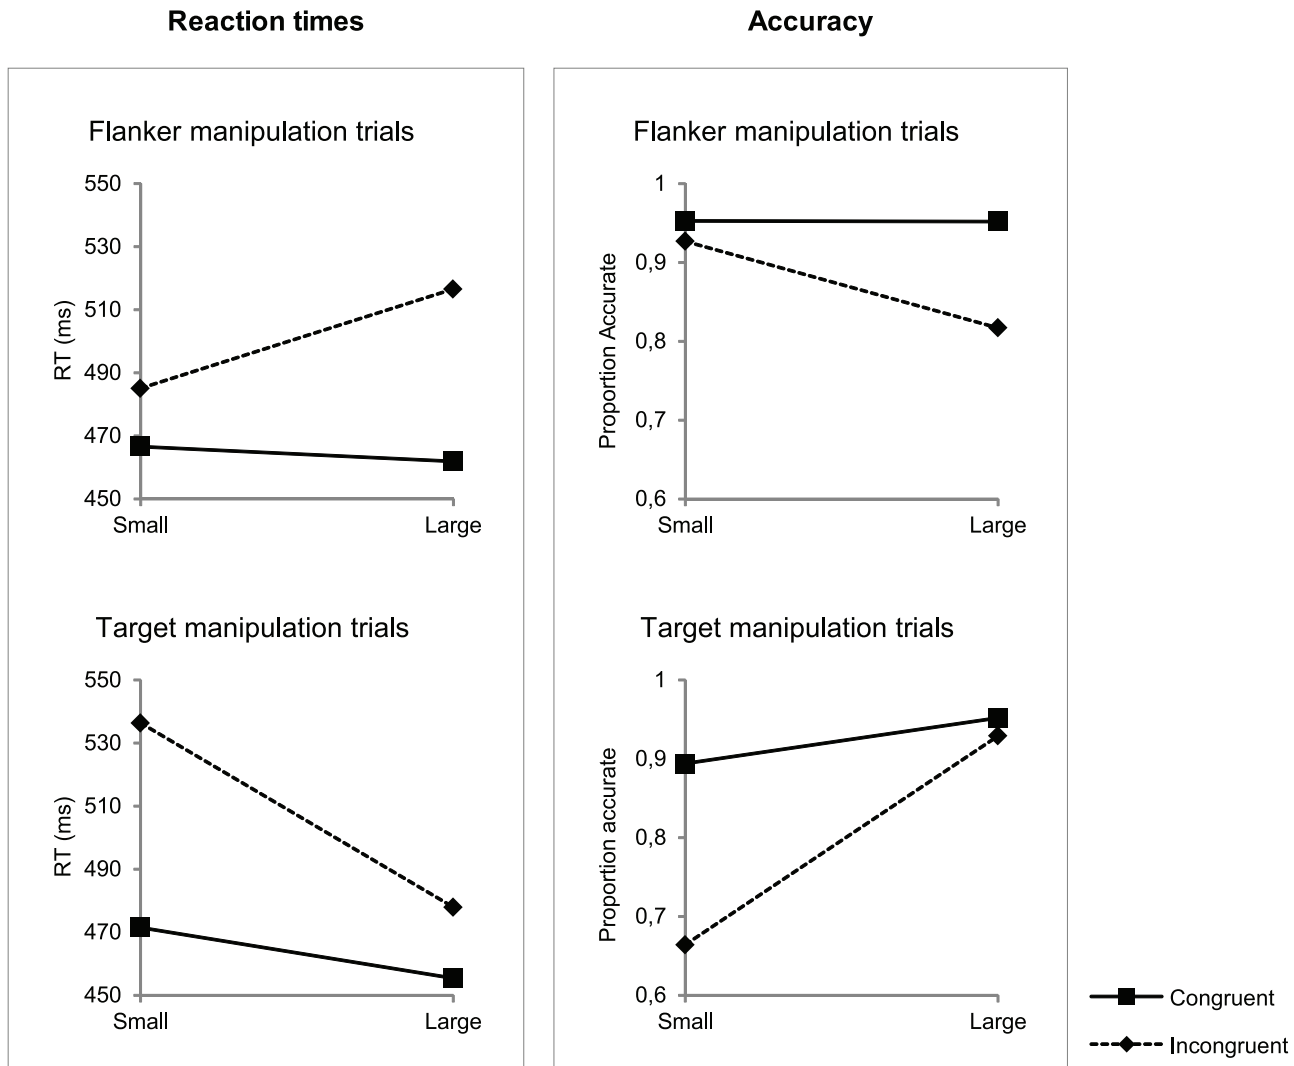 Reaction times
Accuracy
Flanker manipulation trials
550
530
510
490
470
450
RT (ms)
Small
Large
Flanker manipulation trials
1
0,9
0,8
0,7
0,6
Proportion Accurate
Small
Large
Target manipulation trials
550
530
510
490
470
450
RT (ms)
Small
Large
Target manipulation trials
1
0,9
0,8
0,7
0,6
Proportion accurate
Small
Large
Congruent
Incongruent